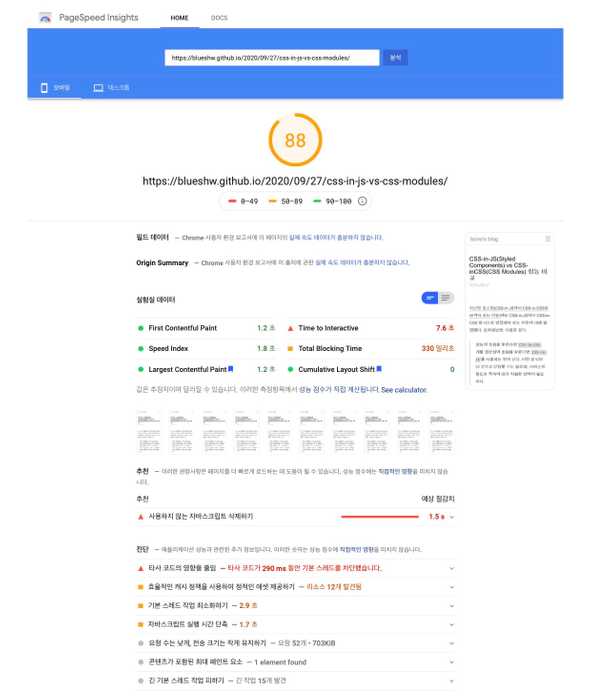 PageSpeed Insights
HOME
DOCS
https://blueshw.github.io/2020/09/27/css-in-js-vs-css-modules/
분석
모바일
데스크톱
88
https://blueshw.github.io/2020/09/27/css-in-js-vs-css-modules/
0–49 50–89 90–100
필드 데이터 — Chrome 사용자 환경 보고서에 이 페이지의 실제 속도 데이터가 충분하지 않습니다.
Origin Summary — Chrome 사용자 환경 보고서에 이 출처에 관한 실제 속도 데이터가 충분하지 않습니다.
실험실 데이터
First Contentful Paint 1.2 초
Time to Interactive 7.6 초
Speed Index 1.8 초
Total Blocking Time 330 밀리초
Largest Contentful Paint 1.2 초
Cumulative Layout Shift 0
값은 추정치이며 달라질 수 있습니다. 이러한 측정항목에서 성능 점수가 직접 계산됩니다. See calculator.
추천 — 이러한 권장사항은 페이지를 더 빠르게 로드하는 데 도움이 될 수 있습니다. 성능 점수에는 직접적인 영향을 미치지 않습
니다.
추천
예상 절감치
사용하지 않는 자바스크립트 삭제하기
1.5 s
진단 — 애플리케이션 성능과 관련한 추가 정보입니다. 이러한 숫자는 성능 점수에 직접적인 영향을 미치지 않습니다.
타사 코드의 영향을 줄임 — 타사 코드가 290 ms 동안 기본 스레드를 차단했습니다.
효율적인 캐시 정책을 사용하여 정적인 애셋 제공하기 — 리소스 12개 발견됨
기본 스레드 작업 최소화하기 — 2.9 초
자바스크립트 실행 시간 단축 — 1.7 초
요청 수는 낮게, 전송 크기는 작게 유지하기 — 요청 52개 • 703KiB
콘텐츠가 포함된 최대 페인트 요소 — 1 element found
긴 기본 스레드 작업 피하기 — 긴 작업 15개 발견
CSS-in-JS(Styled
Components) vs CSS-
inCSS(CSS Modules) 있는 비
교